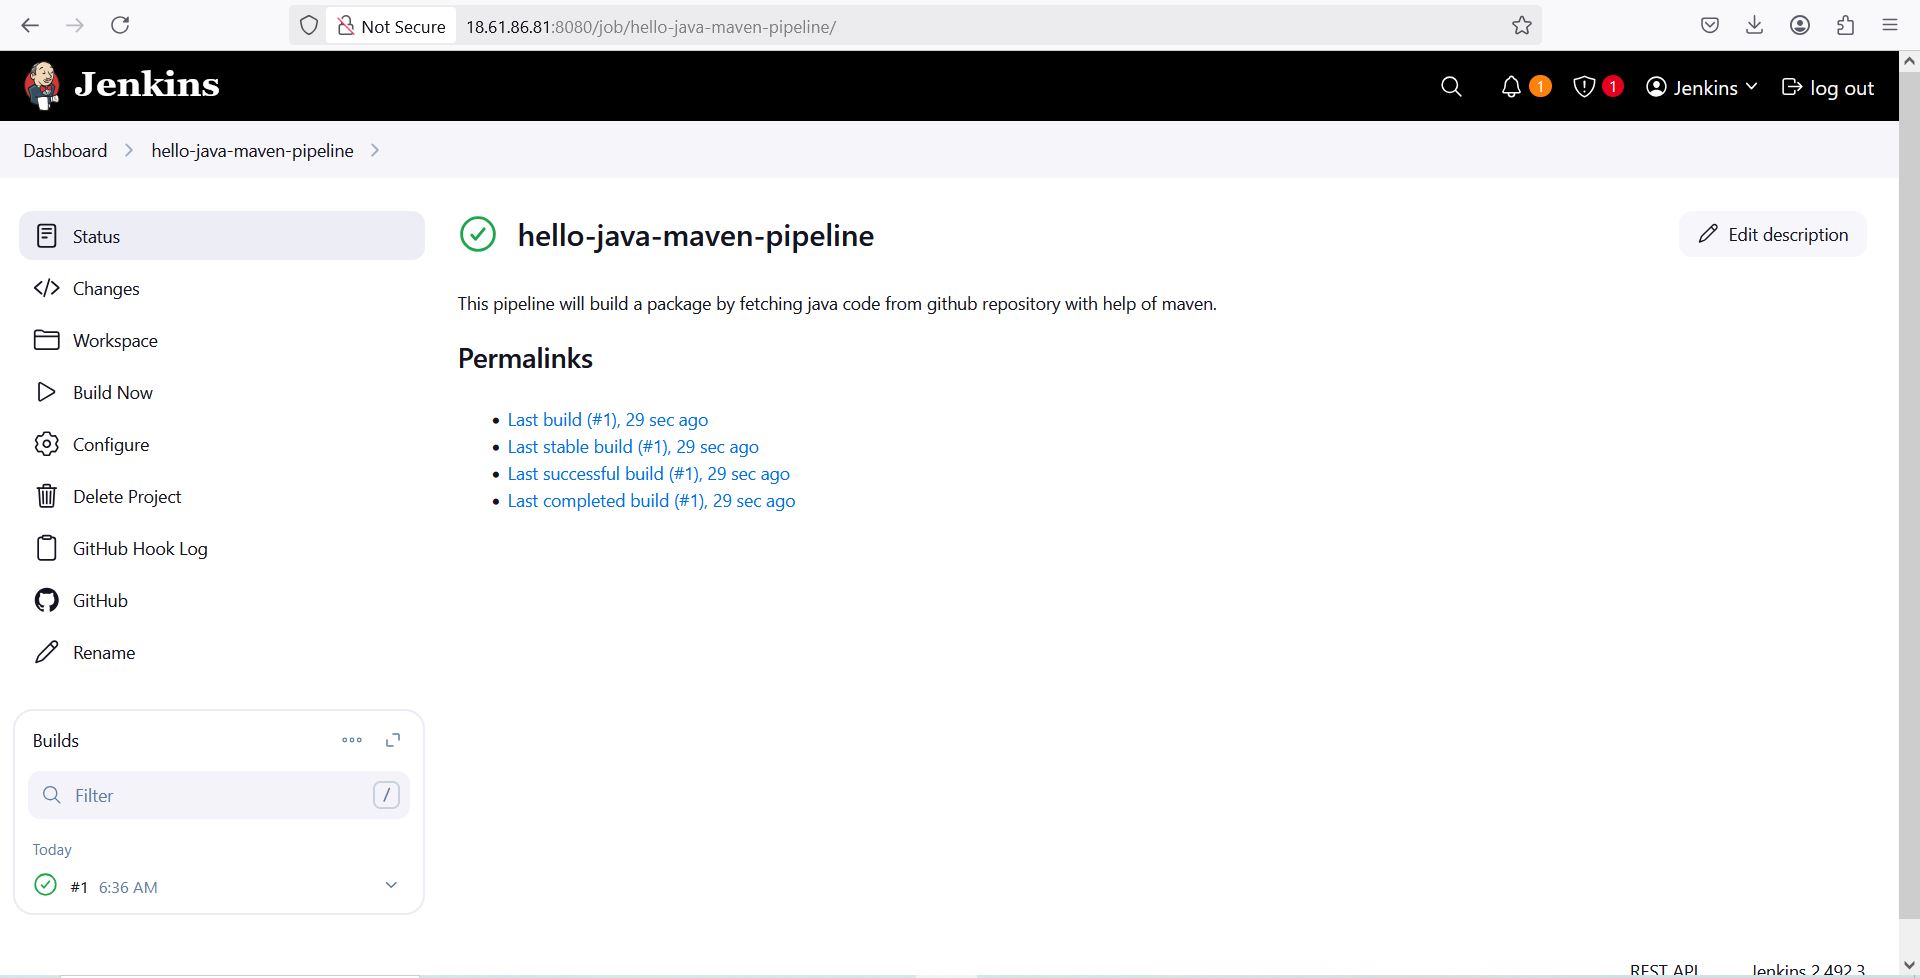 Not Secure 18.61.86.81:8080/job/hello-java-maven-pipeline/
Jenkins
1 1 Jenkins log out
Dashboard hello-java-maven-pipeline
Status
Changes
Workspace
Build Now
Configure
Delete Project
GitHub Hook Log
GitHub
Rename
hello-java-maven-pipeline
Edit description
This pipeline will build a package by fetching java code from github repository with help of maven.
Permalinks
Last build (#1), 29 sec ago
Last stable build (#1), 29 sec ago
Last successful build (#1), 29 sec ago
Last completed build (#1), 29 sec ago
Builds
Filter /
Today
#1 6:36 AM
REST API Jenkins 2.492.3